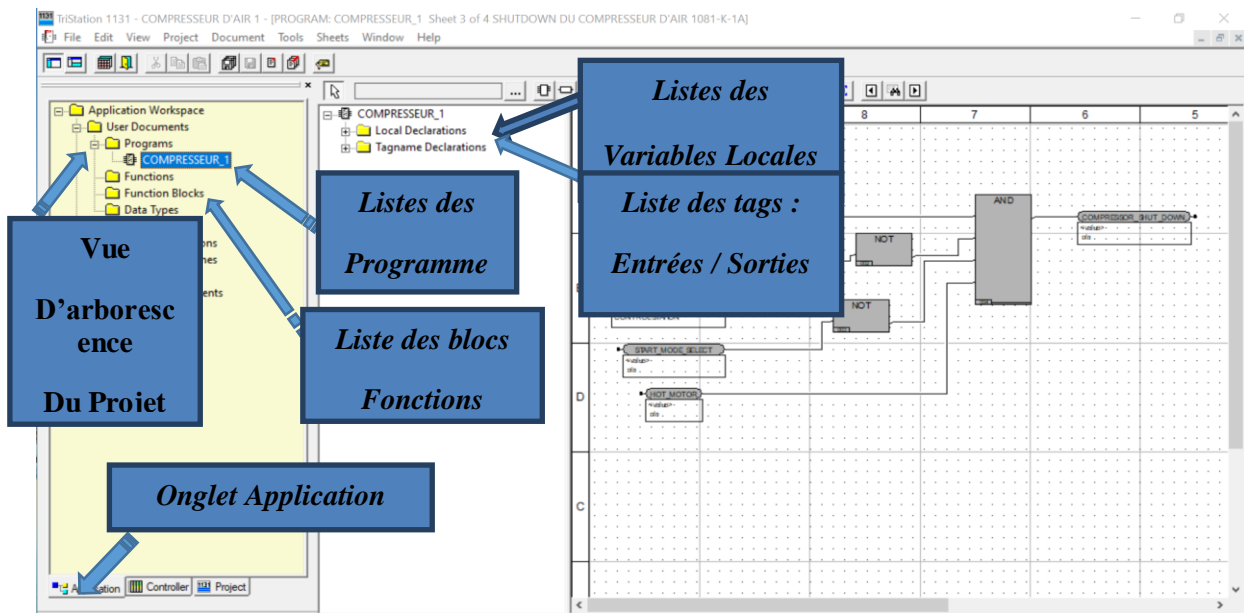 TriStation 1131 - COMPRESSEUR D'AIR 1 - [PROGRAM: COMPRESSEUR_1 Sheet 3 of 4 SHUTDOWN DU COMPRESSEUR D'AIR 1081-K-1A]
File Edit View Project Document Tools Sheets Window Help
Application Workspace
User Documents
Programs
COMPRESSEUR_1
Functions
Function Blocks
Data Types
COMPRESSEUR_1
Local Declarations
Tagname Declarations
Listes des
Variables Locales
Liste des tags :
Entrées / Sorties
Listes des
Programme
Liste des blocs
Fonctions
Vue
D'arboresc
ence
Du Projet
Onglet Application
8 7 6 5
AND
COMPRESSOR_SHUT_DOWN
NOT
NOT
START_MODE_SELECT
HOT_MOTOR
<value>
D
C
Controller
Project